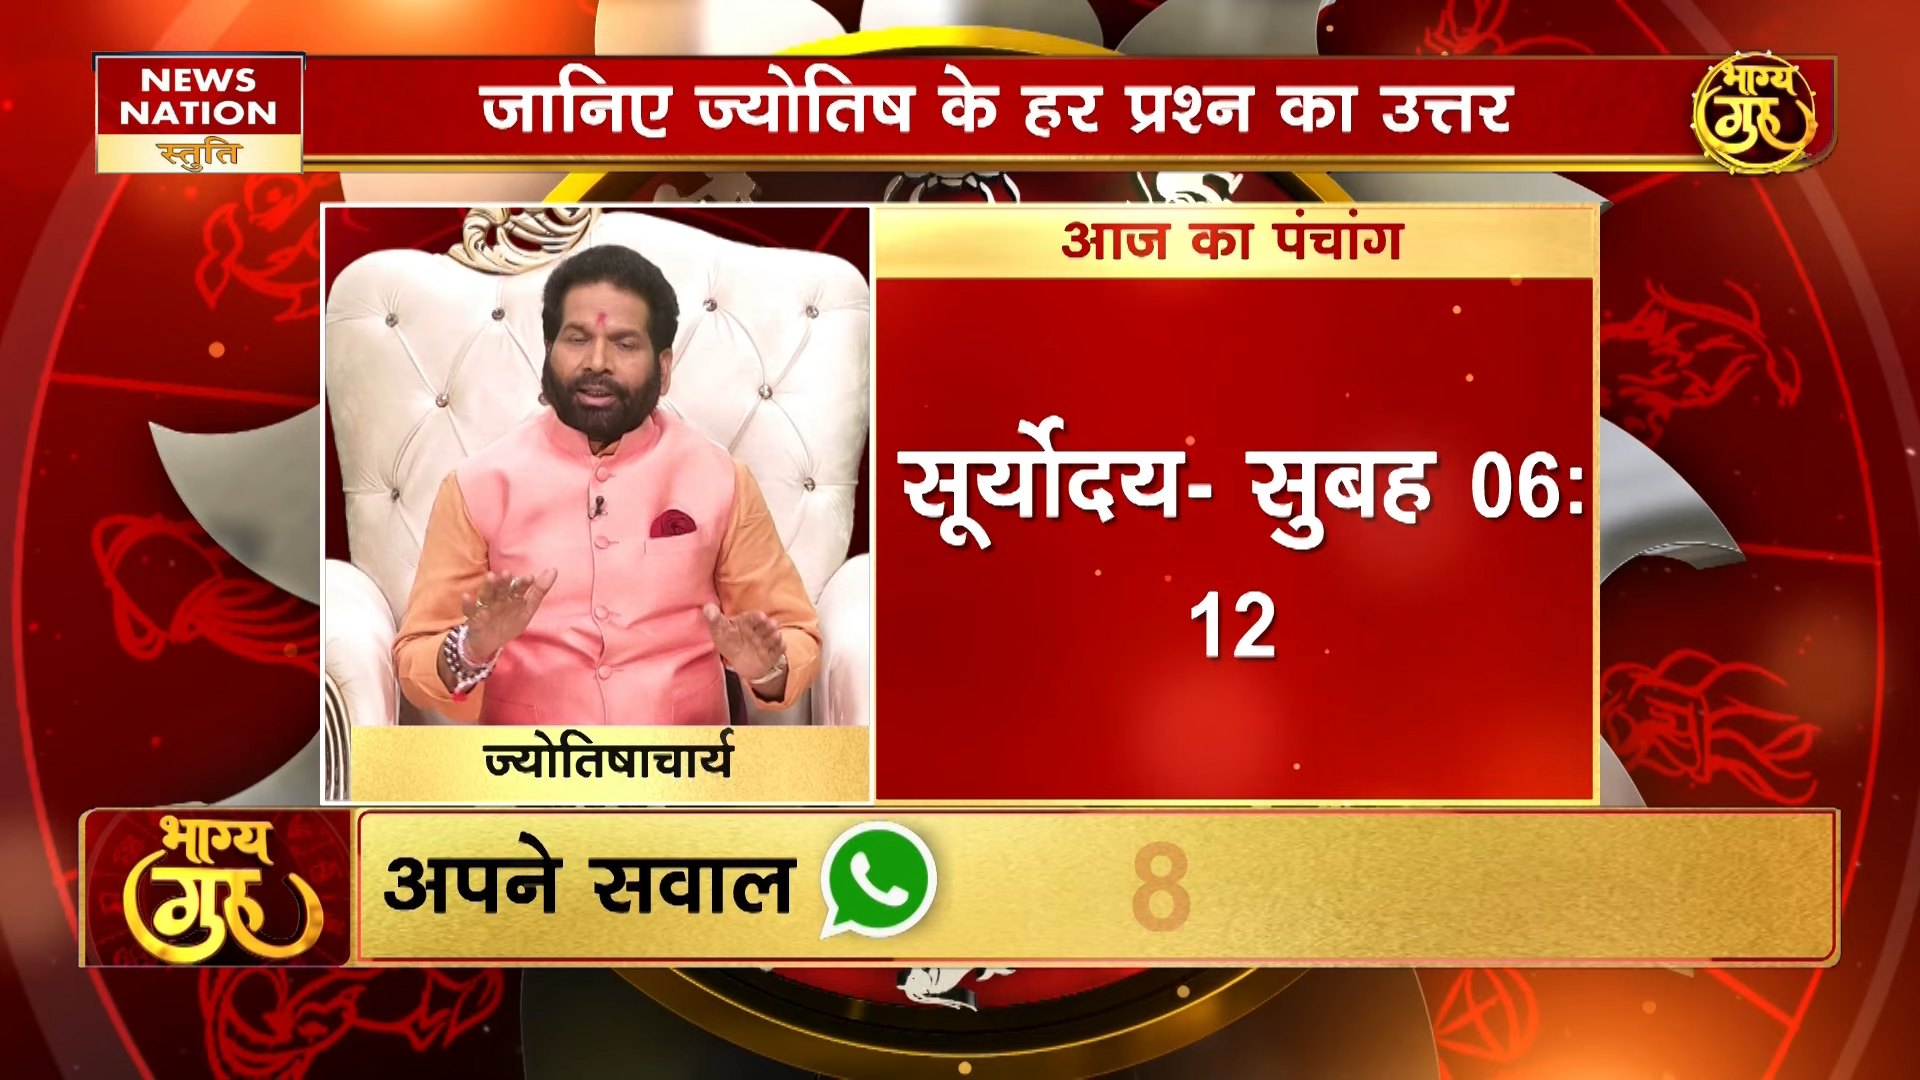 NEWS
NATION
स्तुति
जानिए ज्योतिष के हर प्रश्न का उत्तर
भाग्य
गुरु
आज का पंचांग
सूर्योदय- सुबह 06:
12
ज्योतिषाचार्य
भाग्य
गुरु
अपने सवाल
8